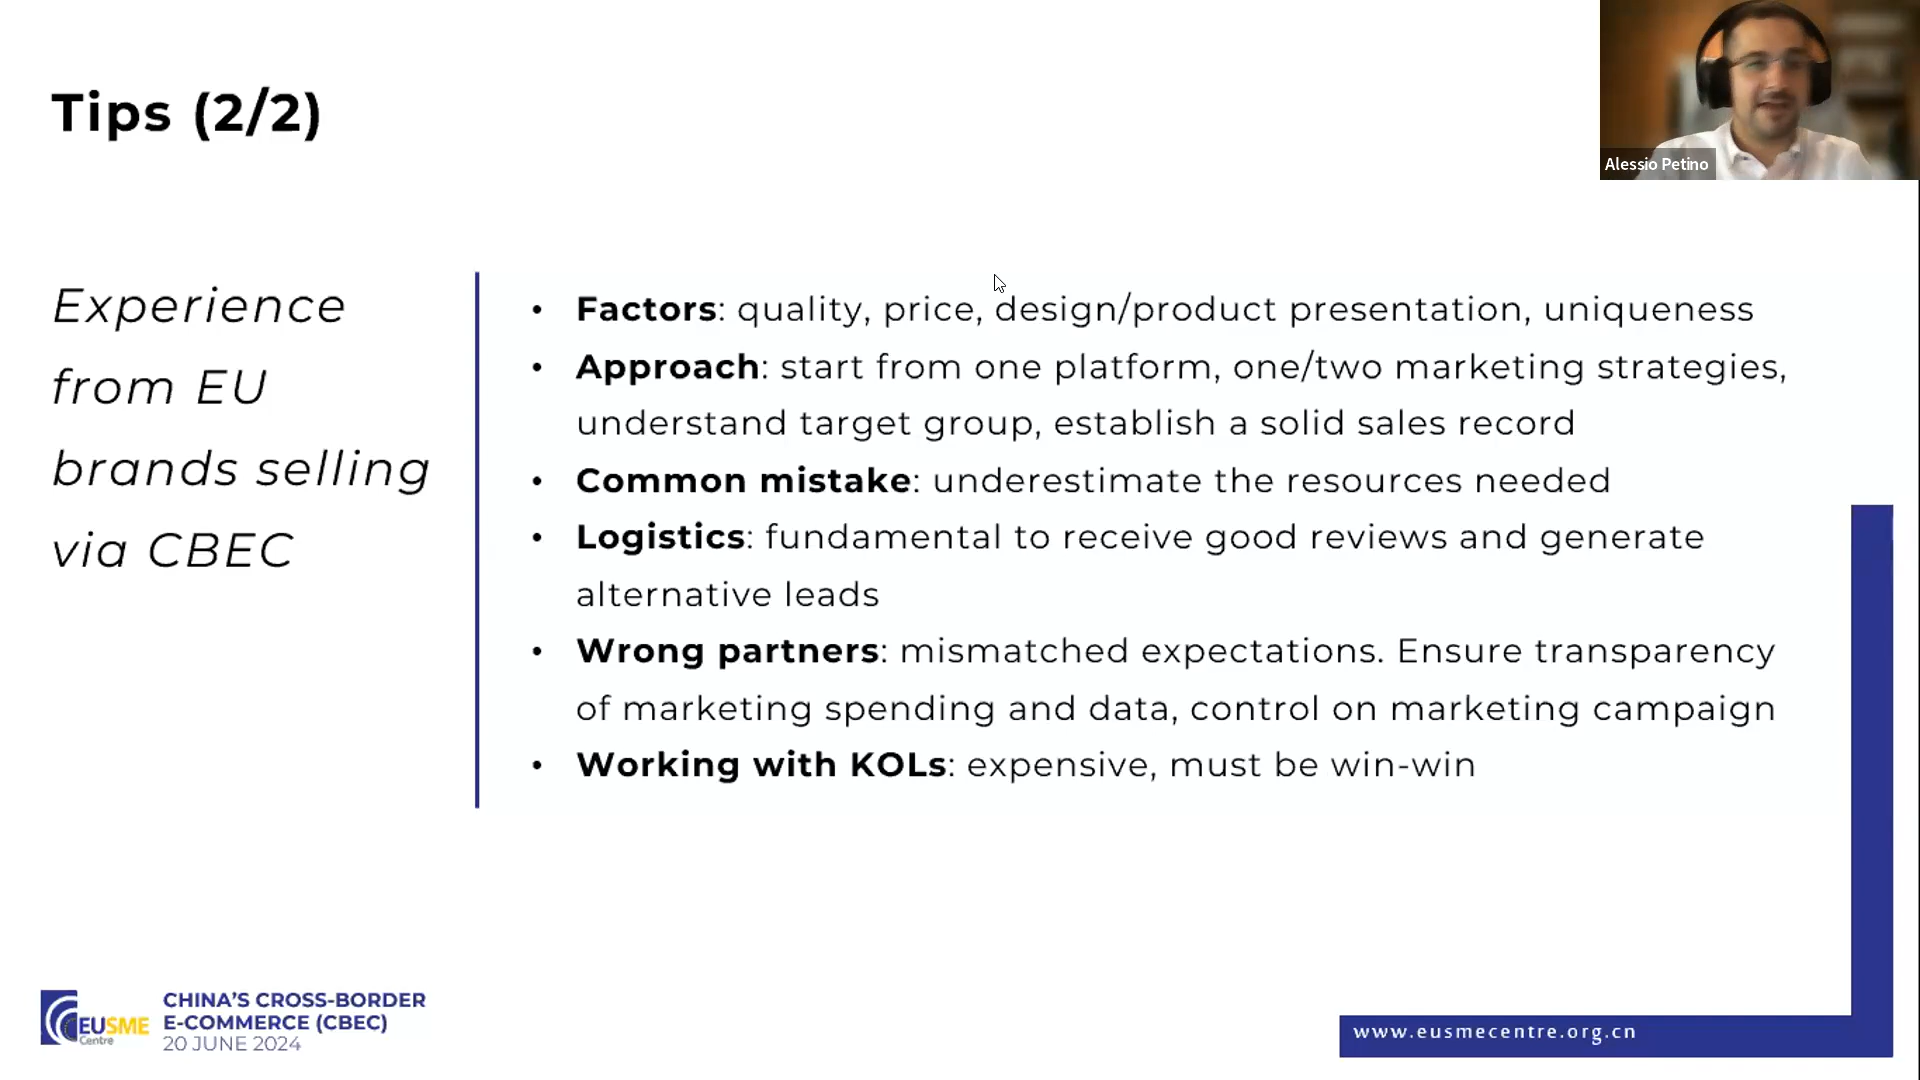 Tips (2/2)
Alessio Petino
Experience
from EU
brands selling
via CBEC
• Factors: quality, price, design/product presentation, uniqueness
• Approach: start from one platform, one/two marketing strategies,
understand target group, establish a solid sales record
• Common mistake: underestimate the resources needed
• Logistics: fundamental to receive good reviews and generate
alternative leads
• Wrong partners: mismatched expectations. Ensure transparency
of marketing spending and data, control on marketing campaign
• Working with KOLs: expensive, must be win-win
EUSME
Centre
CHINA'S CROSS-BORDER
E-COMMERCE (CBEC)
20 JUNE 2024
www.eusmecentre.org.cn